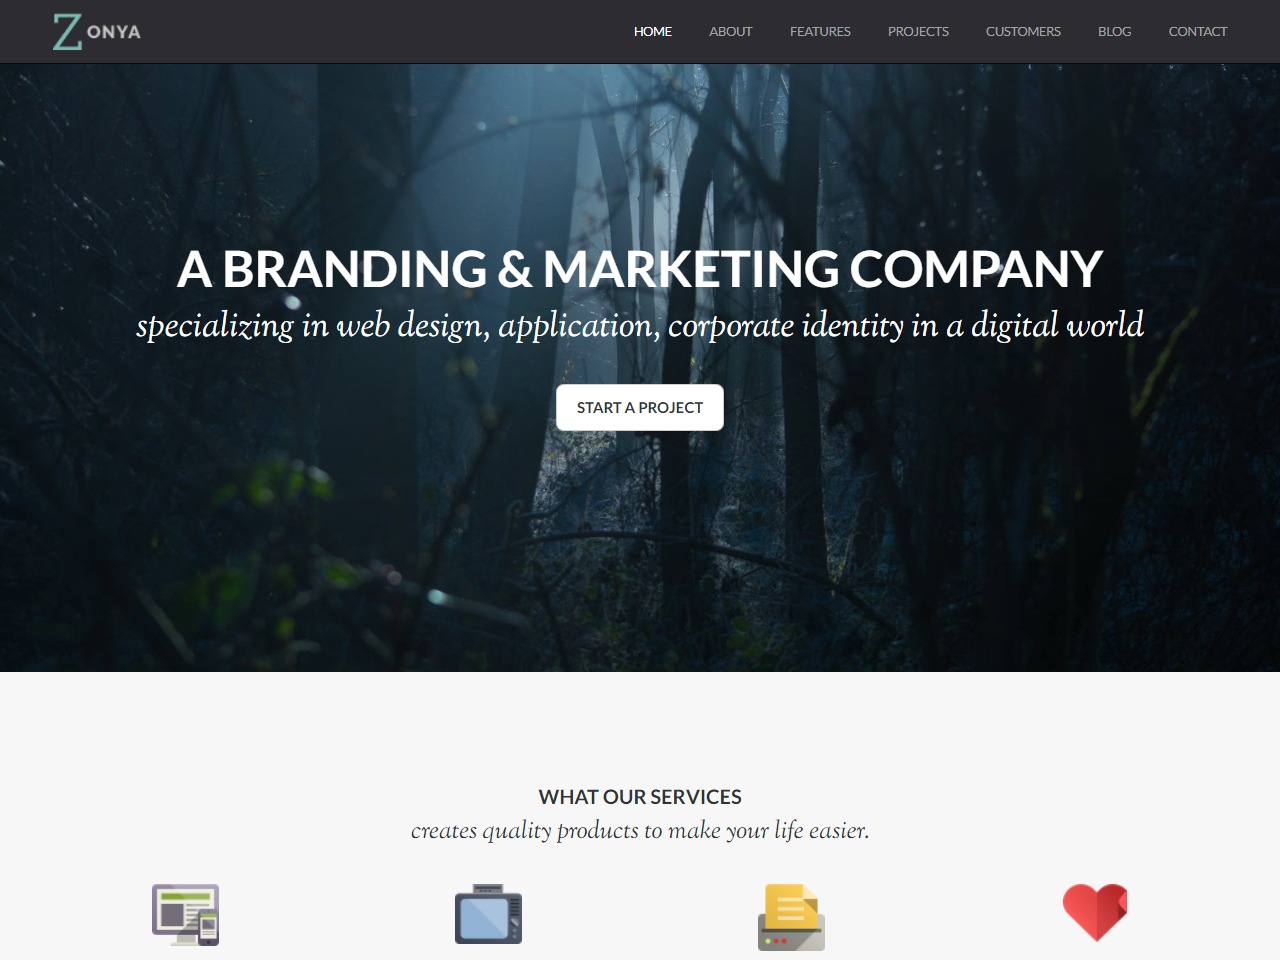 ZONYA
HOME ABOUT FEATURES PROJECTS CUSTOMERS BLOG CONTACT
A BRANDING & MARKETING COMPANY
specializing in web design, application, corporate identity in a digital world
START A PROJECT
WHAT OUR SERVICES
creates quality products to make your life easier.